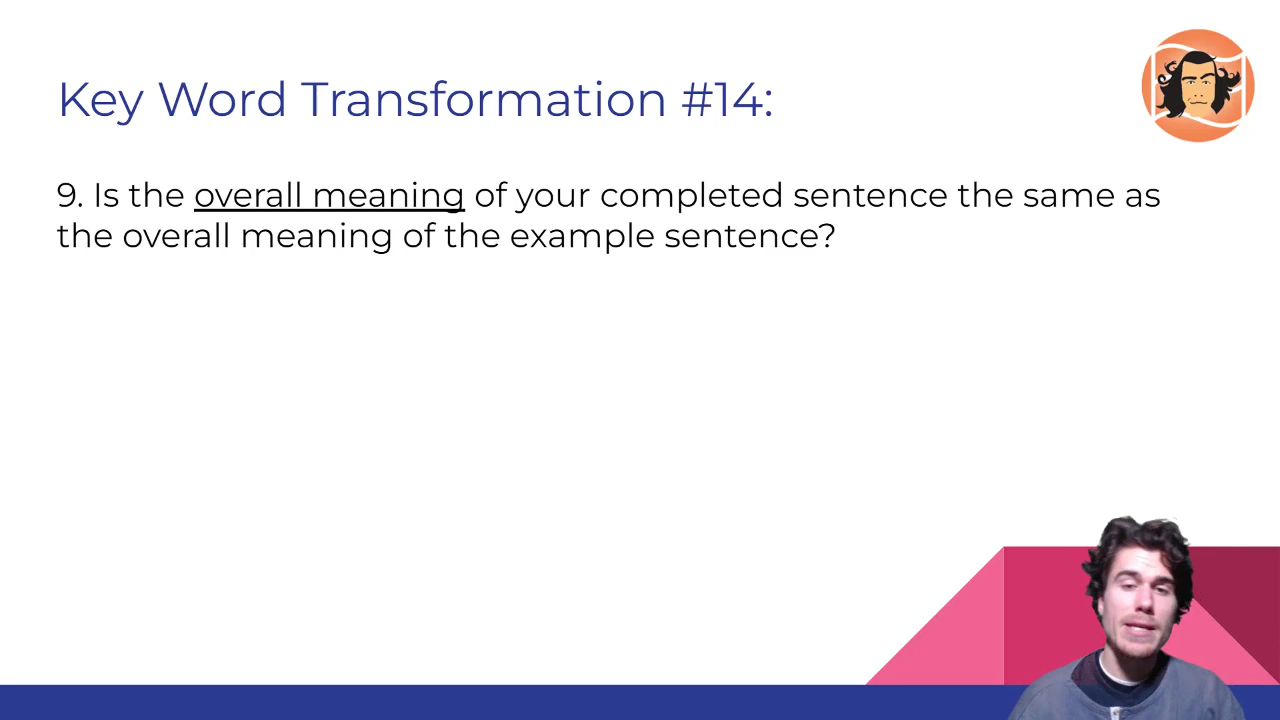 Key Word Transformation #14:
9. Is the overall meaning of your completed sentence the same as
the overall meaning of the example sentence?